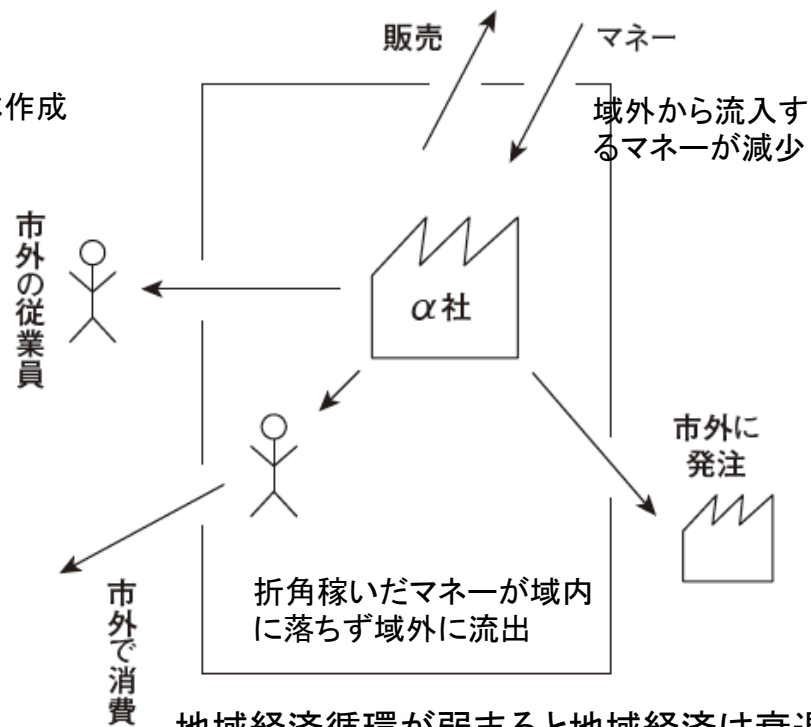 販売
マネー
作成
域外から流入す
るマネーが減少
市外の従業員
α社
市外に
発注
折角稼いだマネーが域内
に落ちず域外に流出
市外で消費
地域経済循環が弱まると地域経済は衰退